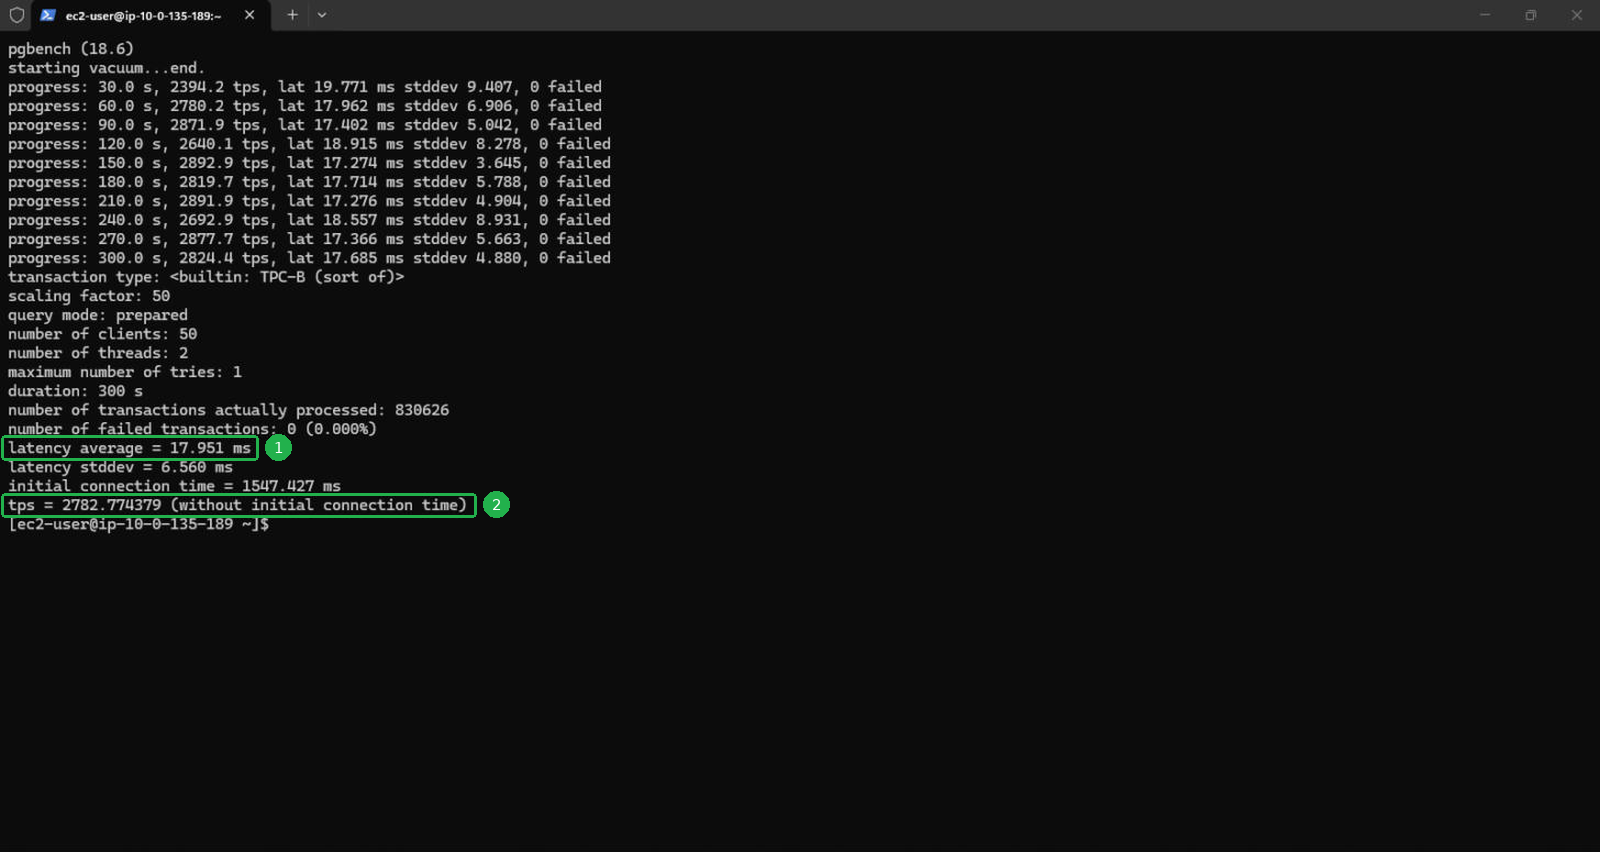 ec2-user@ip-10-0-135-189:~
pgbench (18.6)
starting vacuum...end.
progress: 30.0 s, 2394.2 tps, lat 19.771 ms stddev 9.407, 0 failed
progress: 60.0 s, 2780.2 tps, lat 17.962 ms stddev 6.906, 0 failed
progress: 90.0 s, 2871.9 tps, lat 17.402 ms stddev 5.042, 0 failed
progress: 120.0 s, 2640.1 tps, lat 18.915 ms stddev 8.278, 0 failed
progress: 150.0 s, 2892.9 tps, lat 17.274 ms stddev 3.645, 0 failed
progress: 180.0 s, 2819.7 tps, lat 17.714 ms stddev 5.788, 0 failed
progress: 210.0 s, 2891.9 tps, lat 17.276 ms stddev 4.904, 0 failed
progress: 240.0 s, 2692.9 tps, lat 18.557 ms stddev 8.931, 0 failed
progress: 270.0 s, 2877.7 tps, lat 17.366 ms stddev 5.663, 0 failed
progress: 300.0 s, 2824.4 tps, lat 17.685 ms stddev 4.880, 0 failed
transaction type: <builtin: TPC-B (sort of)>
scaling factor: 50
query mode: prepared
number of clients: 50
number of threads: 2
maximum number of tries: 1
duration: 300 s
number of transactions actually processed: 830626
number of failed transactions: 0 (0.000%)
latency average = 17.951 ms 1
latency stddev = 6.560 ms
initial connection time = 1547.427 ms
tps = 2782.774379 (without initial connection time) 2
[ec2-user@ip-10-0-135-189 ~]$